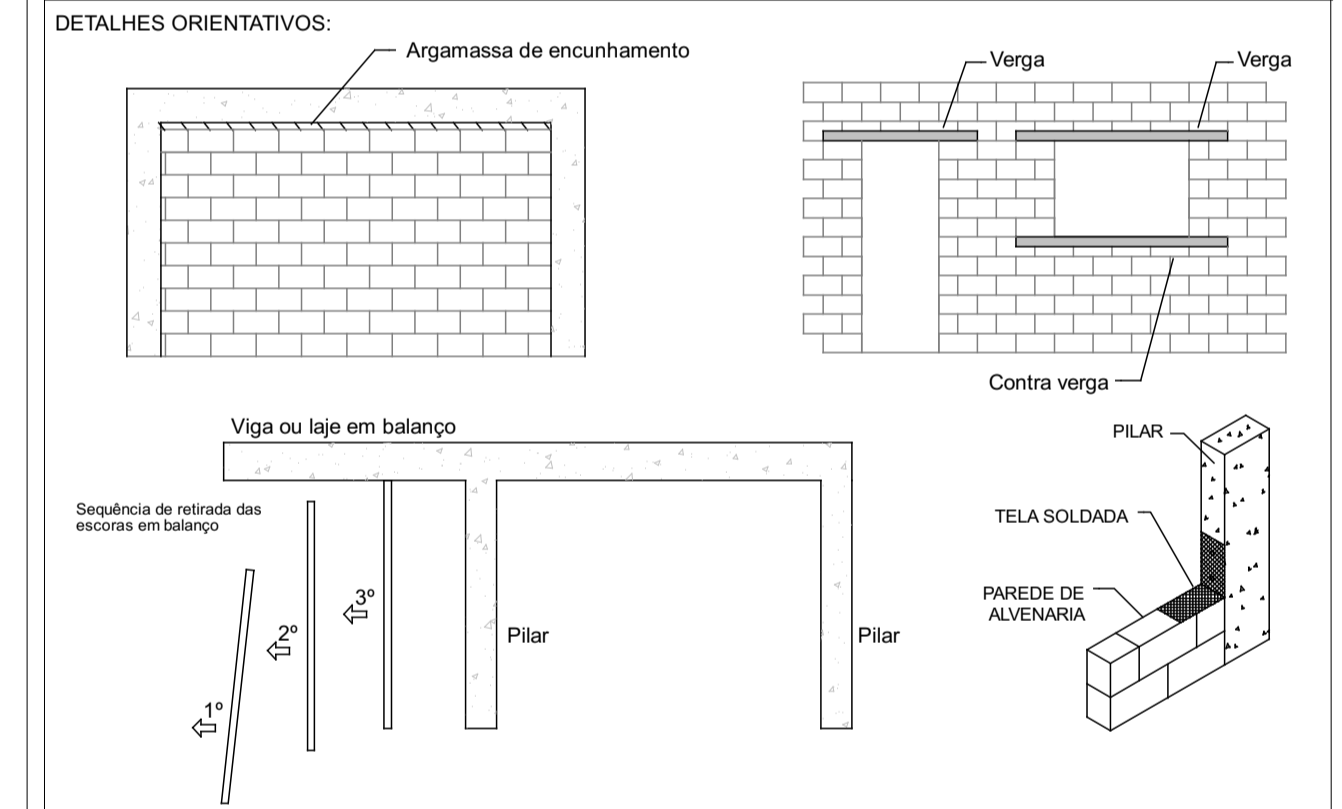 DETALHES ORIENTATIVOS:
Argamassa de encunhamento
Verga
Verga
Contra verga
Viga ou laje em balanço
Sequência de retirada das
escoras em balanço
1º
2º
3º
Pilar
Pilar
PILAR
TELA SOLDADA
PAREDE DE
ALVENARIA